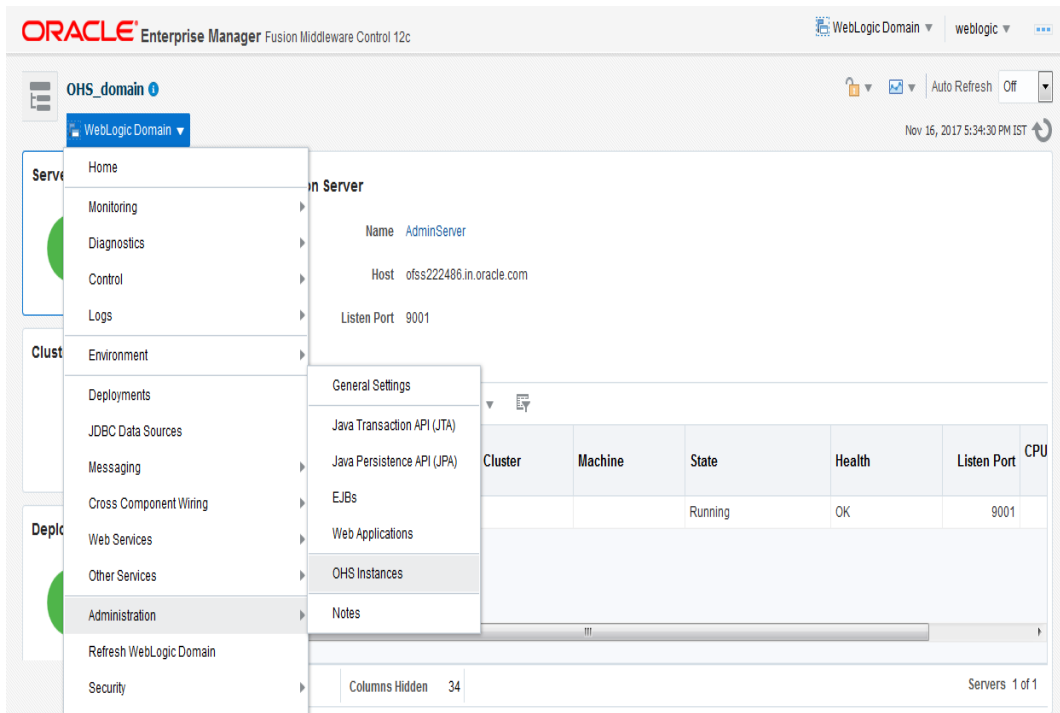 ORACLE Enterprise Manager Fusion Middleware Control 12c
WebLogic Domain
weblogic
OHS_domain
Auto Refresh Off
WebLogic Domain
Nov 16, 2017 5:34:30 PM IST
Home
Monitoring
Diagnostics
Control
Logs
Environment
Deployments
JDBC Data Sources
Messaging
Cross Component Wiring
Web Services
Other Services
Administration
Refresh WebLogic Domain
Security
General Settings
Java Transaction API (JTA)
Java Persistence API (JPA)
EJBs
Web Applications
OHS Instances
Notes
Server
Name AdminServer
Host ofss222486.in.oracle.com
Listen Port 9001
Cluster Machine State Health Listen Port CPU
Running OK 9001
Columns Hidden 34
Servers 1 of 1